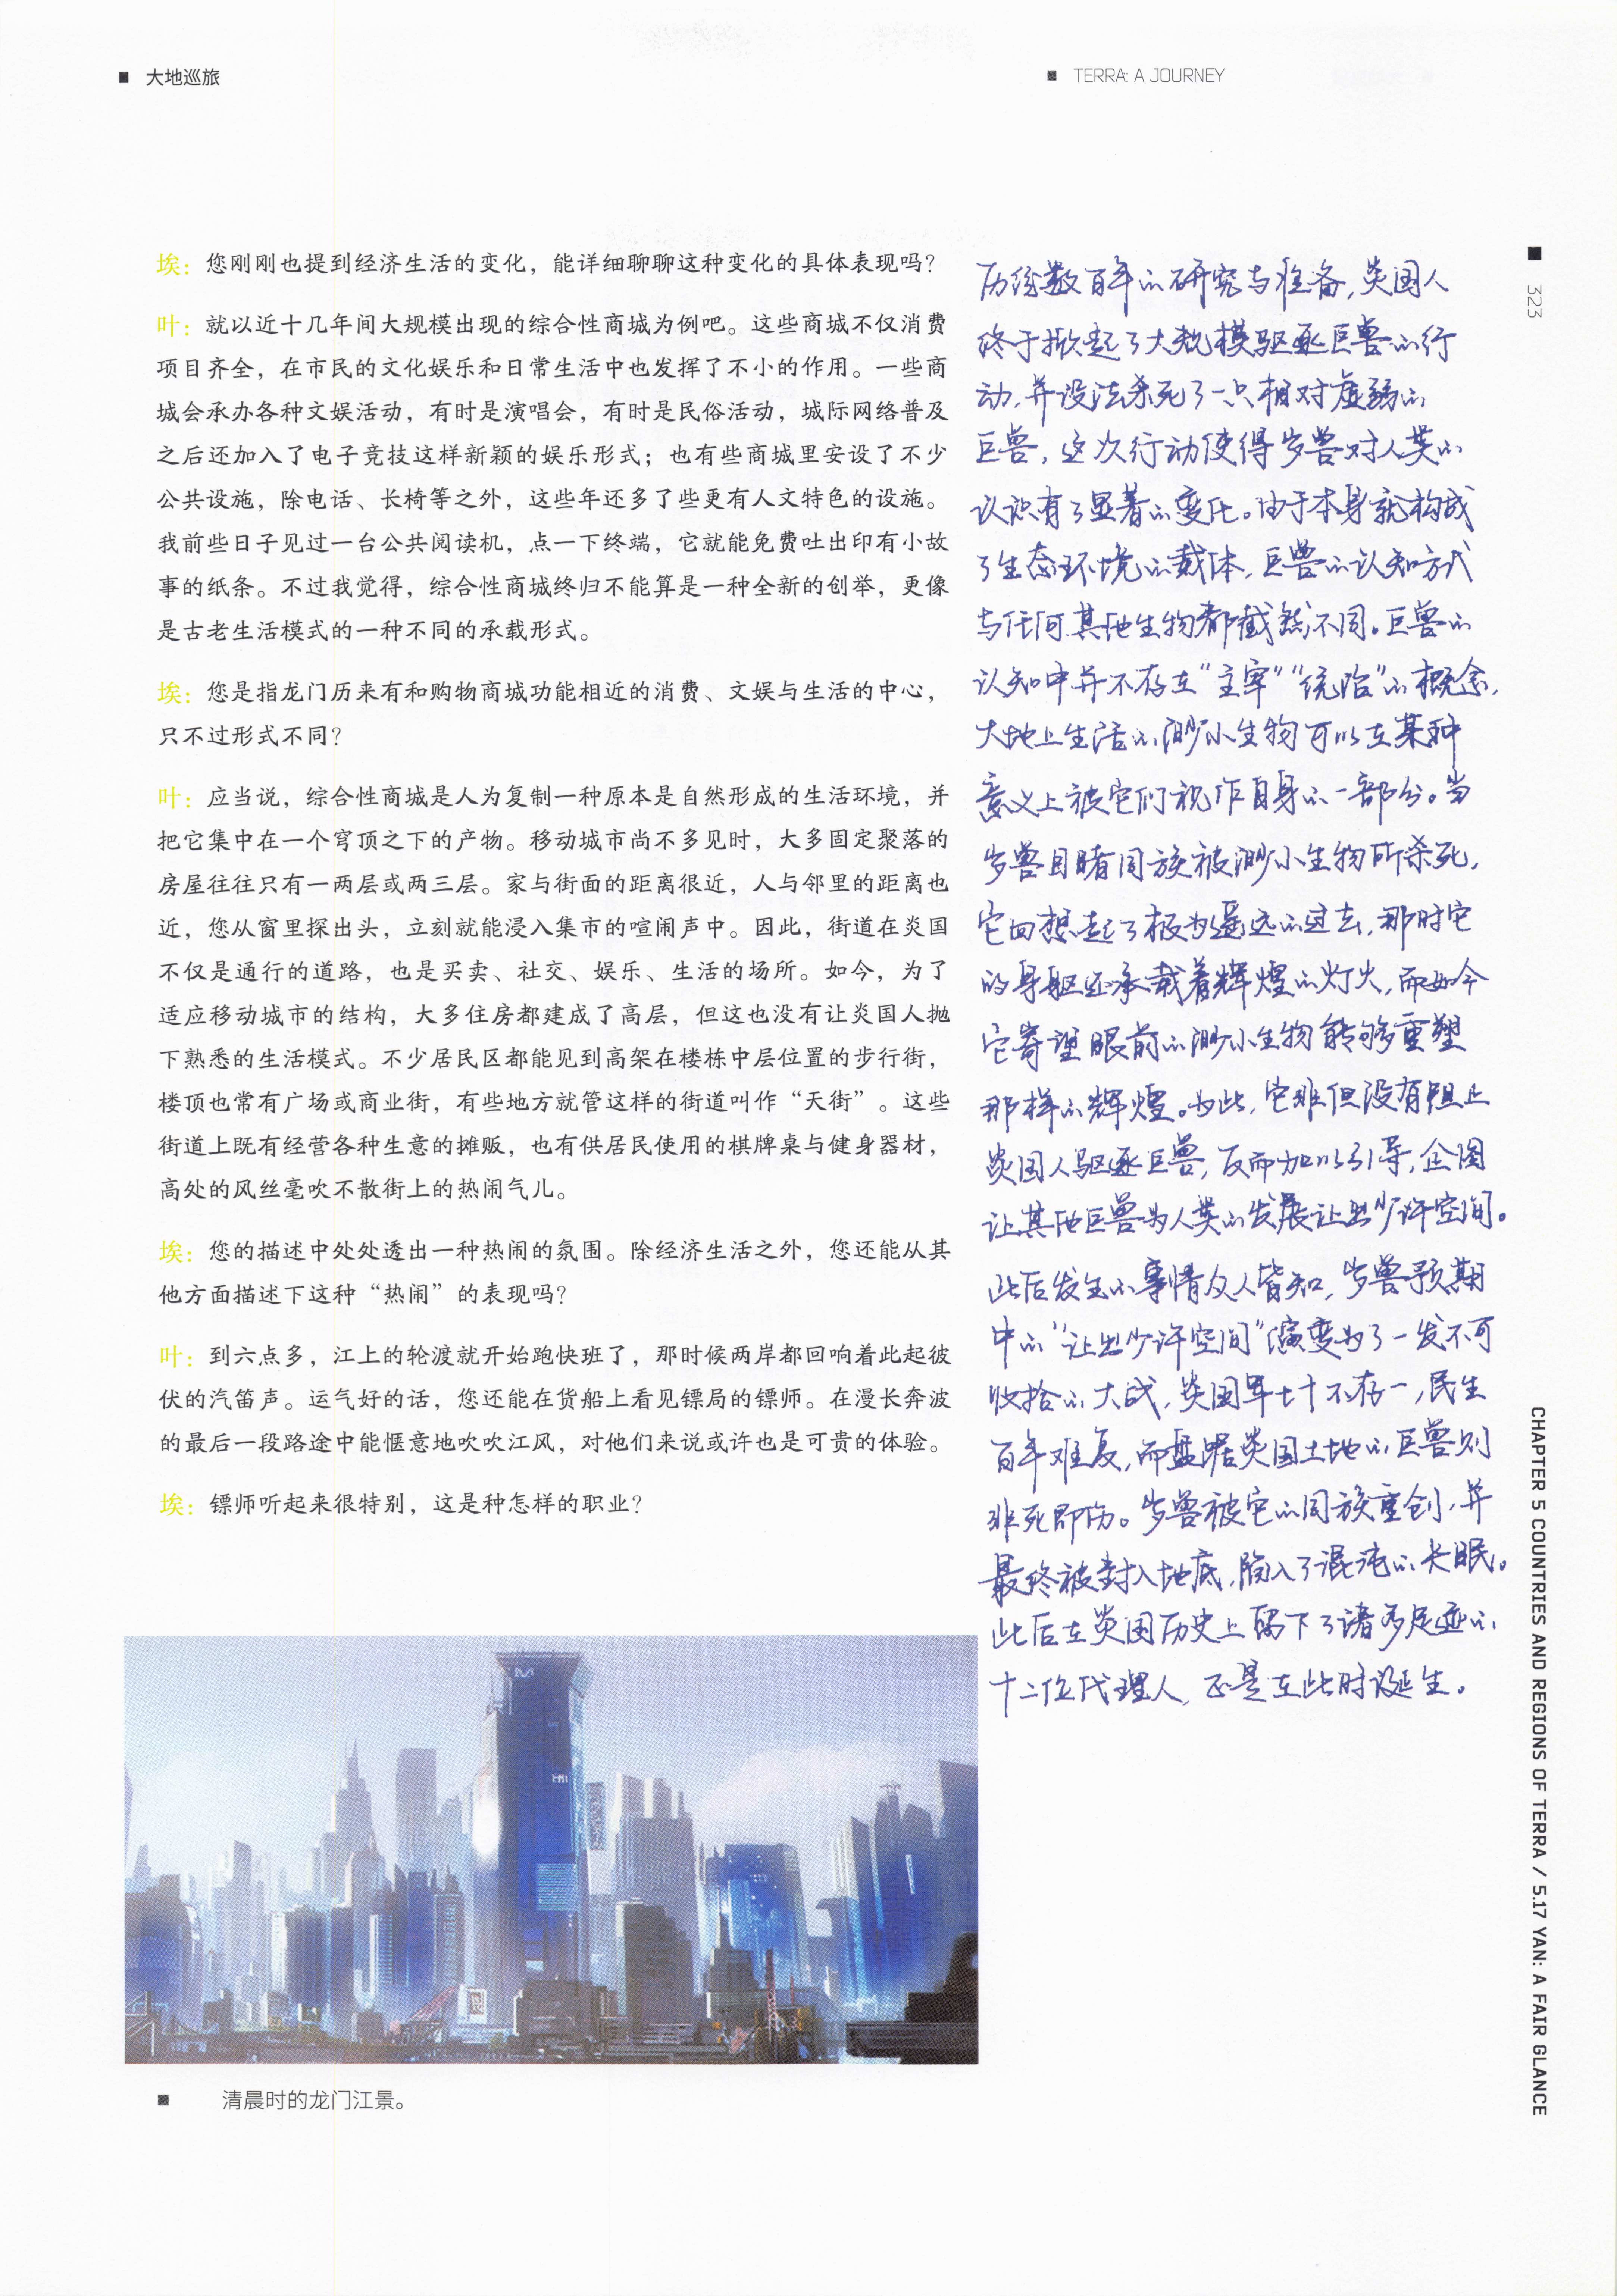 大地巡旅
TERRA: A JOURNEY
埃：您刚刚也提到经济生活的变化，能详细聊聊这种变化的具体表现吗？
叶：就以近十几年间大规模出现的综合性商城为例吧。这些商城不仅消费
项目齐全，在市民的文化娱乐和日常生活中也发挥了不小的作用。一些商
城会承办各种文娱活动，有时是演唱会，有时是民俗活动，城际网络普及
之后还加入了电子竞技这样新颖的娱乐形式；也有些商城里安设了不少
公共设施，除电话、长椅等之外，这些年还多了些更有人文特色的设施。
我前些日子见过一台公共阅读机，点一下终端，它就能免费吐出印有小故
事的纸条。不过我觉得，综合性商城终归不能算是一种全新的创举，更像
是古老生活模式的一种不同的承载形式。
埃：您是指龙门历来有和购物商城功能相近的消费、文娱与生活的中心，
只不过形式不同？
叶：应当说，综合性商城是人为复制一种原本是自然形成的生活环境，并
把它集中在一个穹顶之下的产物。移动城市尚不多见时，大多固定聚落的
房屋往往只有一两层或两三层。家与街面的距离很近，人与邻里的距离也
近，您从窗里探出头，立刻就能浸入集市的喧闹声中。因此，街道在炎国
不仅是通行的道路，也是买卖、社交、娱乐、生活的场所。如今，为了
适应移动城市的结构，大多住房都建成了高层，但这也没有让炎国人抛
下熟悉的生活模式。不少居民区都能见到高架在楼栋中层位置的步行街，
楼顶也常有广场或商业街，有些地方就管这样的街道叫作“天街”。这些
街道上既有经营各种生意的摊贩，也有供居民使用的棋牌桌与健身器材，
高处的风丝毫吹不散街上的热闹气儿。
埃：您的描述中处处透出一种热闹的氛围。除经济生活之外，您还能从其
他方面描述下这种“热闹”的表现吗？
叶：到六点多，江上的轮渡就开始跑快班了，那时候两岸都回响着此起彼
伏的汽笛声。运气好的话，您还能在货船上看见镖局的镖师。在漫长奔波
的最后一段路途中能惬意地吹吹江风，对他们来说或许也是可贵的体验。
埃：镖师听起来很特别，这是种怎样的职业？
清晨时的龙门江景。
历经数百年的研究与准备，炎国人
终于掀起了大规模驱逐巨兽的行
动，并设法杀死了一只相对虚弱的
巨兽，这次行动使得岁兽对人类的
认识有了显著的变化。由于本身就构成
了生态环境的载体，巨兽的认知方式
与任何其他生物都截然不同。巨兽的
认知中并不存在“主宰”“统治”的概念，
大地上生活的渺小生物可以在某种
意义上被它们视作自身的一部分。当
岁兽目睹同族被渺小生物所杀死，
它回想起了极为遥远的过去，那时它
的身躯还承载着辉煌的灯火，而如今
它寄望眼前的渺小生物能够重塑
那样的辉煌。为此，它非但没有阻止
炎国人驱逐巨兽，反而加以引导，企图
让其他巨兽为人类的发展让出少许空间。
此后发生的事情人人皆知，岁兽预期
中的“让出少许空间”演变为了一发不可
收拾的大战，炎国军士十不存一，民生
百年难复，而盘踞炎国土地的巨兽则
非死即伤。岁兽被它的同族重创，并
最终被封入地底，陷入了混沌的长眠。
此后在炎国历史上留下了诸多足迹的
十二位代理人，正是在此时诞生。
323
CHAPTER 5 COUNTRIES AND REGIONS OF TERRA / 5.17 YAN: A FAIR GLANCE